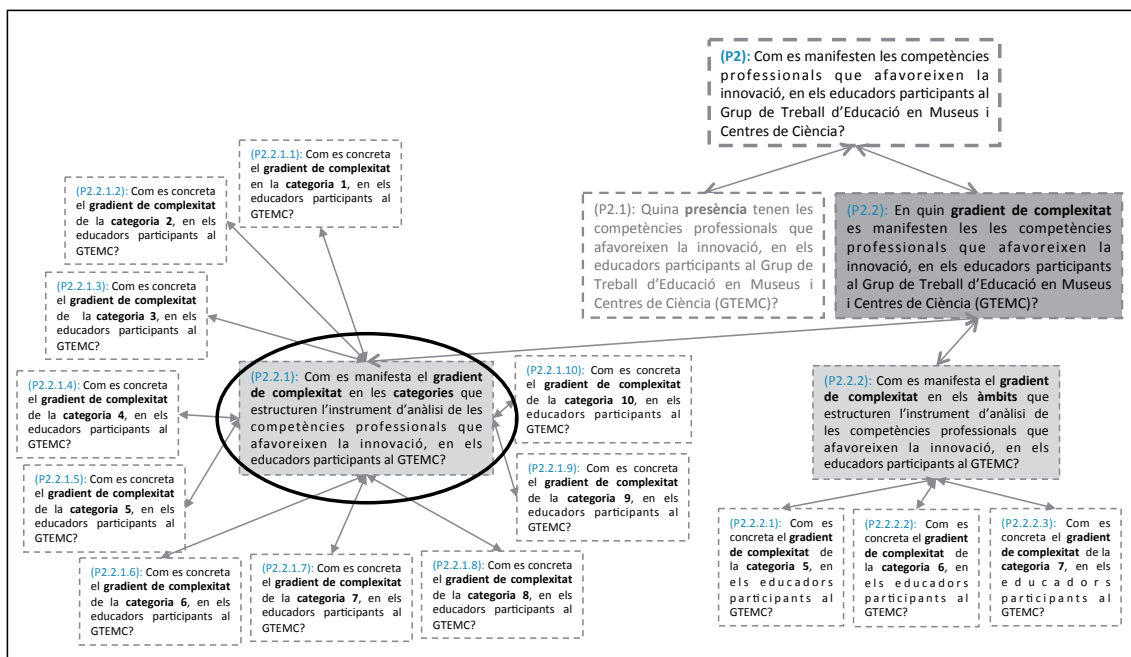 (P2): Com es manifesten les competències
professionals que afavoreixen la
innovació, en els educadors participants al
Grup de Treball d'Educació en Museus i
Centres de Ciència?
(P2.1): Quina presència tenen les
competències professionals que
afavoreixen la innovació, en els
educadors participants al Grup de
Treball d'Educació en Museus i
Centres de Ciència (GTEMC)?
(P2.2): En quin gradient de complexitat
es manifesten les les competències
professionals que afavoreixen la
innovació, en els educadors participants
al Grup de Treball d'Educació en Museus
i Centres de Ciència (GTEMC)?
(P2.2.1.1): Com es concreta
el gradient de complexitat
en la categoria 1, en els
educadors participants al
GTEMC?
(P2.2.1.2): Com es concreta
el gradient de complexitat
de la categoria 2, en els
educadors participants al
GTEMC?
(P2.2.1.3): Com es concreta
el gradient de complexitat
de la categoria 3, en els
educadors participants al
GTEMC?
(P2.2.1.4): Com es concreta
el gradient de complexitat
de la categoria 4, en els
educadors participants al
GTEMC?
(P2.2.1.5): Com es concreta
el gradient de complexitat
de la categoria 5, en els
educadors participants al
GTEMC?
(P2.2.1.6): Com es concreta
el gradient de complexitat
de la categoria 6, en els
educadors participants al
GTEMC?
(P2.2.1.7): Com es concreta
el gradient de complexitat
de la categoria 7, en els
educadors participants al
GTEMC?
(P2.2.1.8): Com es concreta
el gradient de complexitat
de la categoria 8, en els
educadors participants al
GTEMC?
(P2.2.1.9): Com es concreta
el gradient de complexitat
de la categoria 9, en els
educadors participants al
GTEMC?
(P2.2.1.10): Com es concreta
el gradient de complexitat
de la categoria 10, en els
educadors participants al
GTEMC?
(P2.2.1): Com es manifesta el gradient
de complexitat en les categories que
estructuren l'instrument d'anàlisi de les
competències professionals que
afavoreixen la innovació, en els
educadors participants al GTEMC?
(P2.2.2): Com es manifesta el gradient
de complexitat en els àmbits que
estructuren l'instrument d'anàlisi de
les competències professionals que
afavoreixen la innovació, en els
educadors participants al GTEMC?
(P2.2.2.1): Com es
concreta el gradient
de complexitat de
la categoria 5, en
els educadors
participants al
GTEMC?
(P2.2.2.2): Com es
concreta el gradient
de complexitat de
la categoria 6, en
els educadors
participants al
GTEMC?
(P2.2.2.3): Com es
concreta el gradient
de complexitat de la
categoria 7, en els
educadors
participants al
GTEMC?